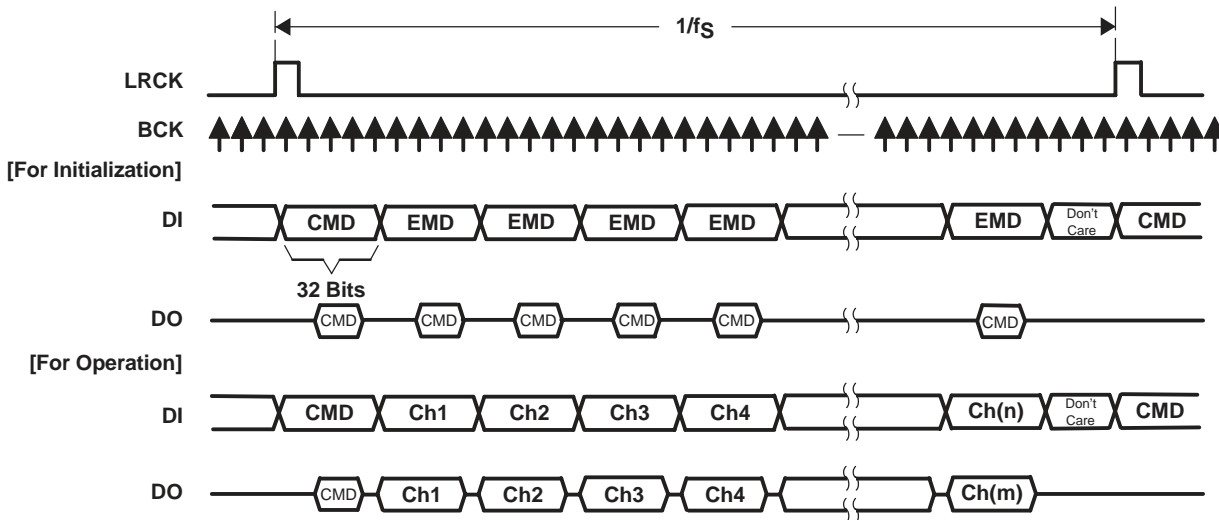 1/fS
LRCK
BCK
[For Initialization]
DI CMD EMD EMD EMD EMD EMD Don't Care CMD
32 Bits
DO CMD CMD CMD CMD CMD CMD
[For Operation]
DI CMD Ch1 Ch2 Ch3 Ch4 Ch(n) Don't Care CMD
DO CMD Ch1 Ch2 Ch3 Ch4 Ch(m)